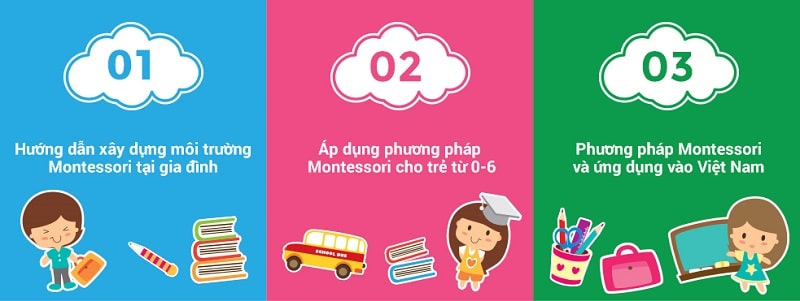 01
Hướng dẫn xây dựng môi trường
Montessori tại gia đình
02
Áp dụng phương pháp
Montessori cho trẻ từ 0-6
SCHOOL BUS
03
Phương pháp Montessori
và ứng dụng vào Việt Nam